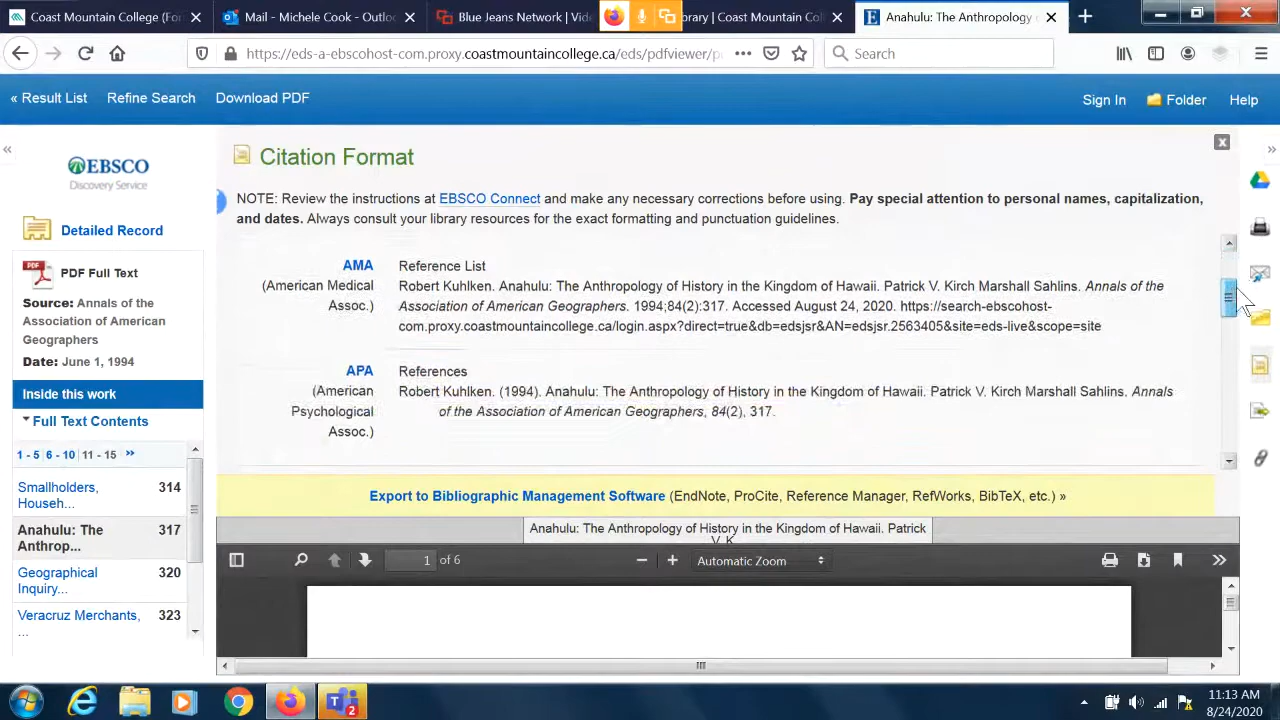 Coast Mountain College (For
Mail - Michele Cook - Outloo
Blue Jeans Network | Vide
brary | Coast Mountain Coll
Anahulu: The Anthropology
https://eds-a-ebscohost-com.proxy.coastmountaincollege.ca/eds/pdfviewer/p
Search
« Result List Refine Search Download PDF
Sign In Folder Help
EBSCO
Discovery Service
Detailed Record
PDF Full Text
Source: Annals of the
Association of American
Geographers
Date: June 1, 1994
Inside this work
Full Text Contents
1 - 5 6 - 10 11 - 15 »
Smallholders, 314
Househ...
Anahulu: The 317
Anthrop...
Geographical 320
Inquiry...
Veracruz Merchants, 323
...
Citation Format
NOTE: Review the instructions at EBSCO Connect and make any necessary corrections before using. Pay special attention to personal names, capitalization,
and dates. Always consult your library resources for the exact formatting and punctuation guidelines.
AMA
(American Medical
Assoc.)
Reference List
Robert Kuhlken. Anahulu: The Anthropology of History in the Kingdom of Hawaii. Patrick V. Kirch Marshall Sahlins. Annals of the
Association of American Geographers. 1994;84(2):317. Accessed August 24, 2020. https://search-ebscohost-
com.proxy.coastmountaincollege.ca/login.aspx?direct=true&db=edsjsr&AN=edsjsr.2563405&site=eds-live&scope=site
APA
(American
Psychological
Assoc.)
References
Robert Kuhlken. (1994). Anahulu: The Anthropology of History in the Kingdom of Hawaii. Patrick V. Kirch Marshall Sahlins. Annals
of the Association of American Geographers, 84(2), 317.
Export to Bibliographic Management Software (EndNote, ProCite, Reference Manager, RefWorks, BibTeX, etc.) »
Anahulu: The Anthropology of History in the Kingdom of Hawaii. Patrick
V. K
1 of 6
Automatic Zoom
2
11:13 AM
8/24/2020